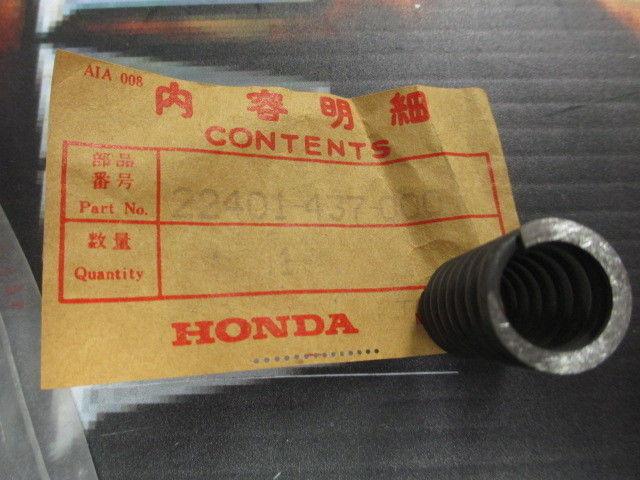 AIA 008
内容明細
CONTENTS
部品
番号
Part No. 22401-437-000
数量
Quantity 1
HONDA